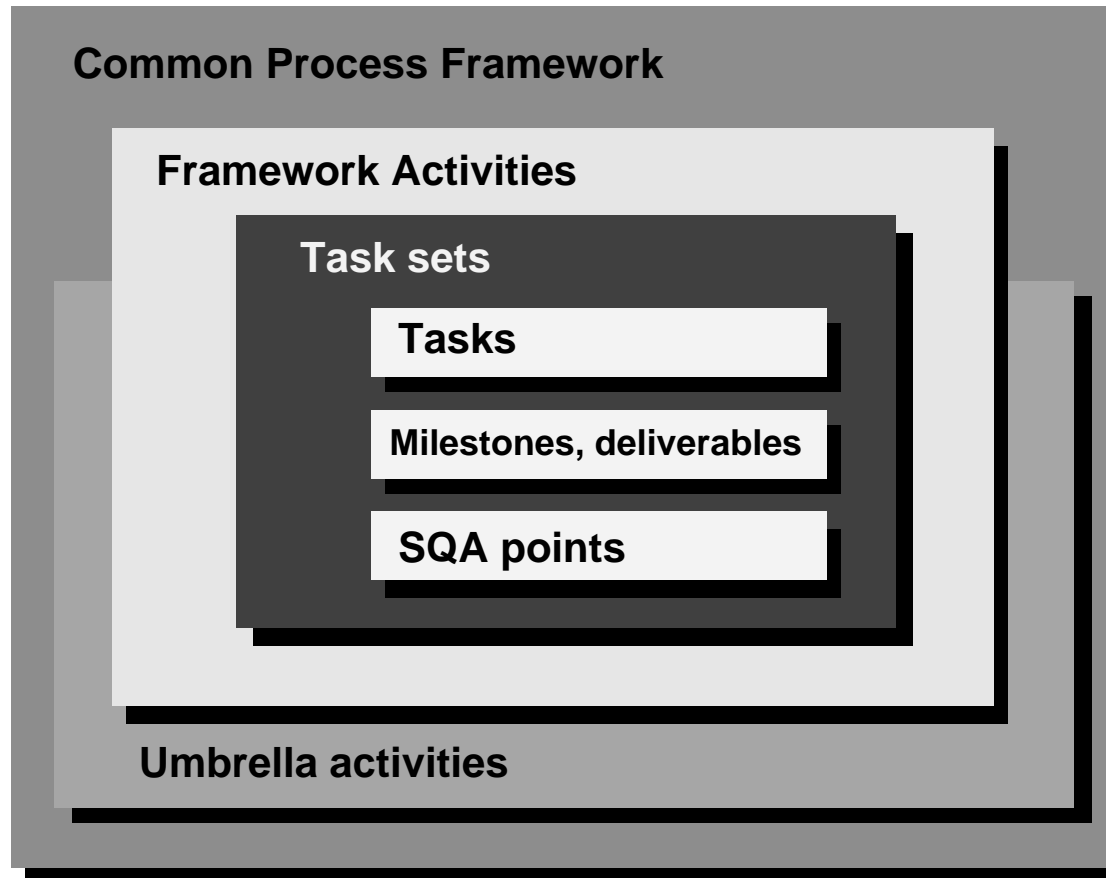 Common Process Framework
Framework Activities
Task sets
Tasks
Milestones, deliverables
SQA points
Umbrella activities